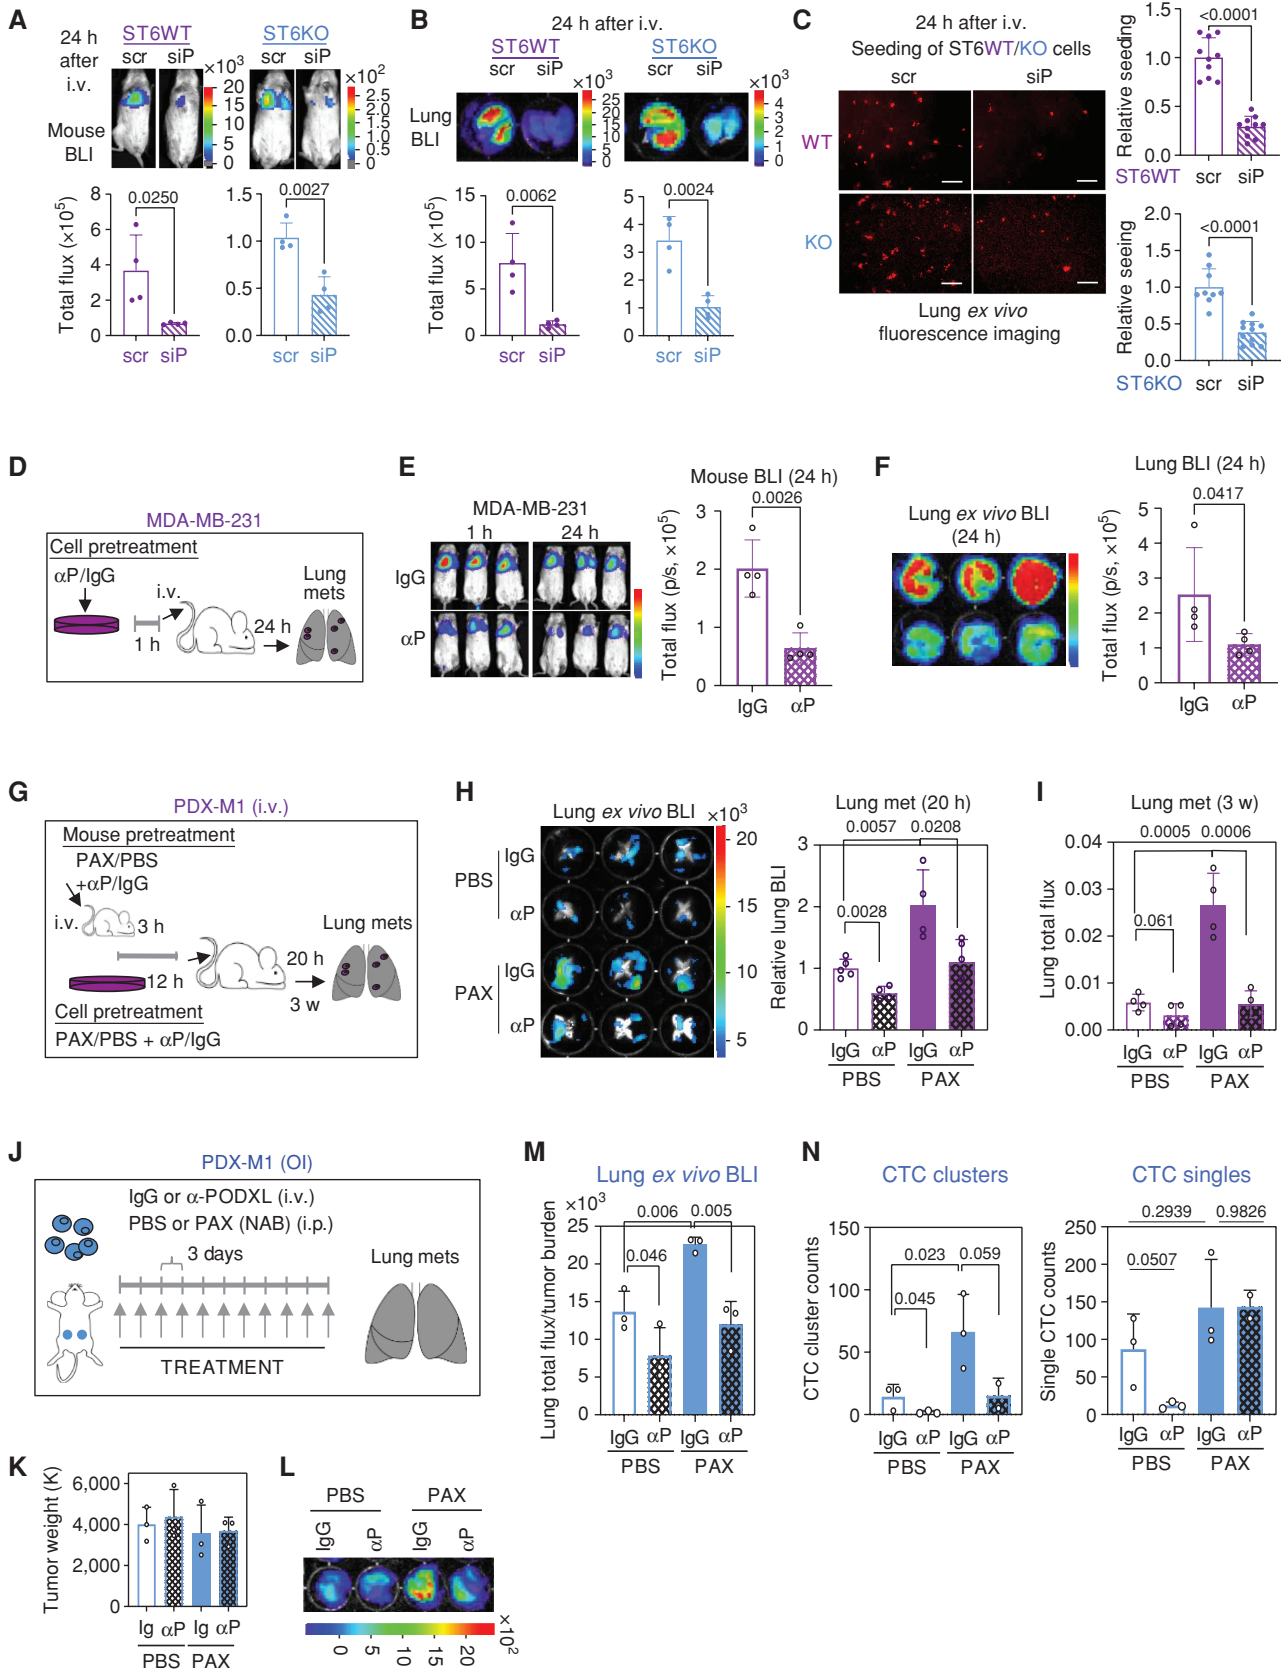 A
24 h
after
i.v.
ST6WT
scr siP
ST6KO
scr siP
×10³
20
15
10
5
0
×10²
2.5
2.0
1.5
1.0
0.5
0
Mouse
BLI
Total flux (×10⁵)
8
6
4
2
0
0.0250
scr siP
1.5
1.0
0.5
0.0
0.0027
scr siP
B
24 h after i.v.
ST6WT
scr siP
ST6KO
scr siP
Lung
BLI
×10³
25
20
15
10
5
0
×10³
4
3
2
1
0
Total flux (×10⁵)
15
10
5
0
0.0062
scr siP
5
4
3
2
1
0
0.0024
scr siP
C
24 h after i.v.
Seeding of ST6WT/KO cells
scr siP
WT
KO
Lung ex vivo
fluorescence imaging
Relative seeding
1.5
1.0
0.5
0.0
<0.0001
ST6WT scr siP
Relative seeing
2.0
1.5
1.0
0.5
0.0
<0.0001
ST6KO scr siP
D
MDA-MB-231
Cell pretreatment
αP/IgG
i.v.
1 h
24 h
Lung
mets
E
MDA-MB-231
1 h 24 h
IgG
αP
Mouse BLI (24 h)
Total flux (p/s, ×10⁵)
3
2
1
0
0.0026
IgG αP
F
Lung ex vivo BLI
(24 h)
Lung BLI (24 h)
Total flux (p/s, ×10⁵)
5
4
3
2
1
0
0.0417
IgG αP
G
PDX-M1 (i.v.)
Mouse pretreatment
PAX/PBS
+αP/IgG
i.v. 3 h
12 h
20 h
3 w
Lung mets
Cell pretreatment
PAX/PBS + αP/IgG
H
Lung ex vivo BLI
×10³
20
15
10
5
PBS
IgG
αP
PAX
IgG
αP
Lung met (20 h)
Relative lung BLI
3
2
1
0
0.0057 0.0208
0.0028
IgG αP IgG αP
PBS PAX
I
Lung met (3 w)
Lung total flux
0.04
0.03
0.02
0.01
0.00
0.0005 0.0006
0.061
IgG αP IgG αP
PBS PAX
J
PDX-M1 (OI)
IgG or α-PODXL (i.v.)
PBS or PAX (NAB) (i.p.)
3 days
TREATMENT
Lung mets
K
Tumor weight (K)
6,000
4,000
2,000
0
Ig αP Ig αP
PBS PAX
L
PBS PAX
IgG αP IgG αP
0 5 10 15 20 ×10²
M
Lung ex vivo BLI
×10³
Lung total flux/tumor burden
25
20
15
10
5
0
0.006 0.005
0.046
IgG αP IgG αP
PBS PAX
N
CTC clusters
CTC cluster counts
150
100
50
0
0.023 0.059
0.045
IgG αP IgG αP
PBS PAX
CTC singles
Single CTC counts
250
200
150
100
50
0
0.2939 0.9826
0.0507
IgG αP IgG αP
PBS PAX